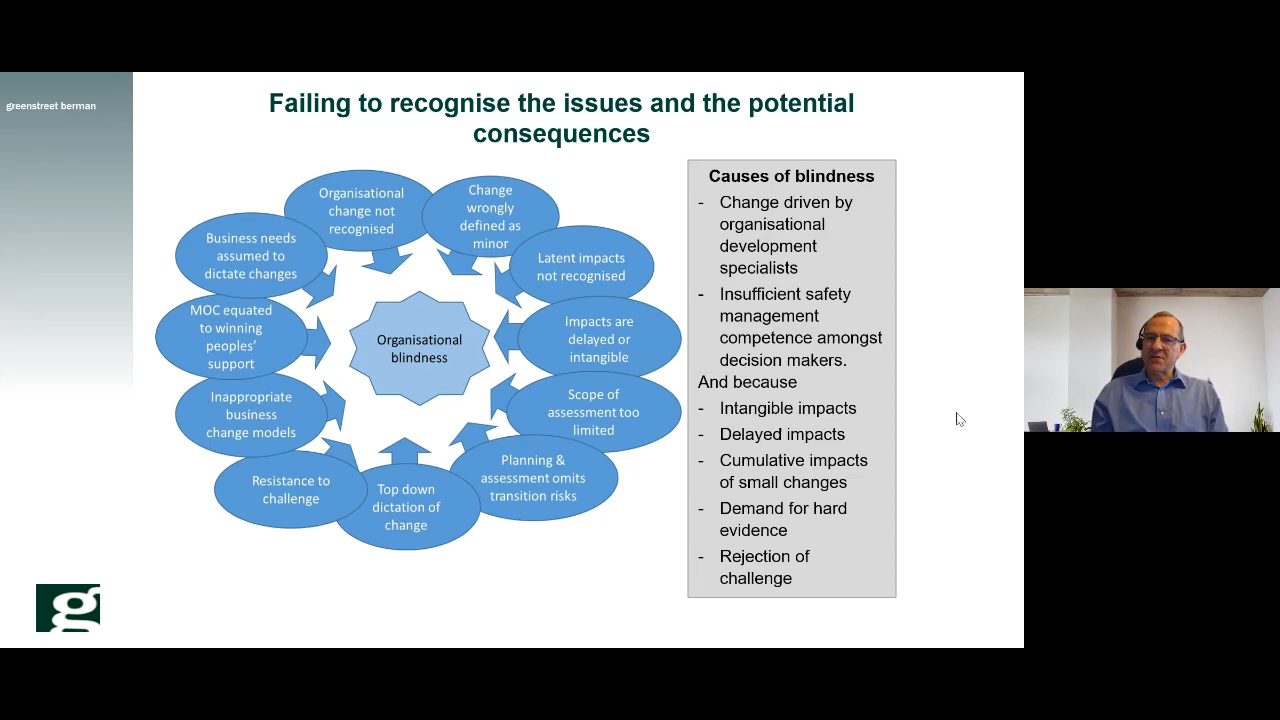 greenstreet berman
Failing to recognise the issues and the potential
consequences
Organisational
change not
recognised
Change
wrongly
defined as
minor
Latent impacts
not recognised
Impacts are
delayed or
intangible
Scope of
assessment too
limited
Planning &
assessment omits
transition risks
Top down
dictation of
change
Resistance to
challenge
Inappropriate
business
change models
MOC equated
to winning
peoples'
support
Business needs
assumed to
dictate changes
Organisational
blindness
Causes of blindness
- Change driven by
organisational
development
specialists
- Insufficient safety
management
competence amongst
decision makers.
And because
- Intangible impacts
- Delayed impacts
- Cumulative impacts
of small changes
- Demand for hard
evidence
- Rejection of
challenge
g